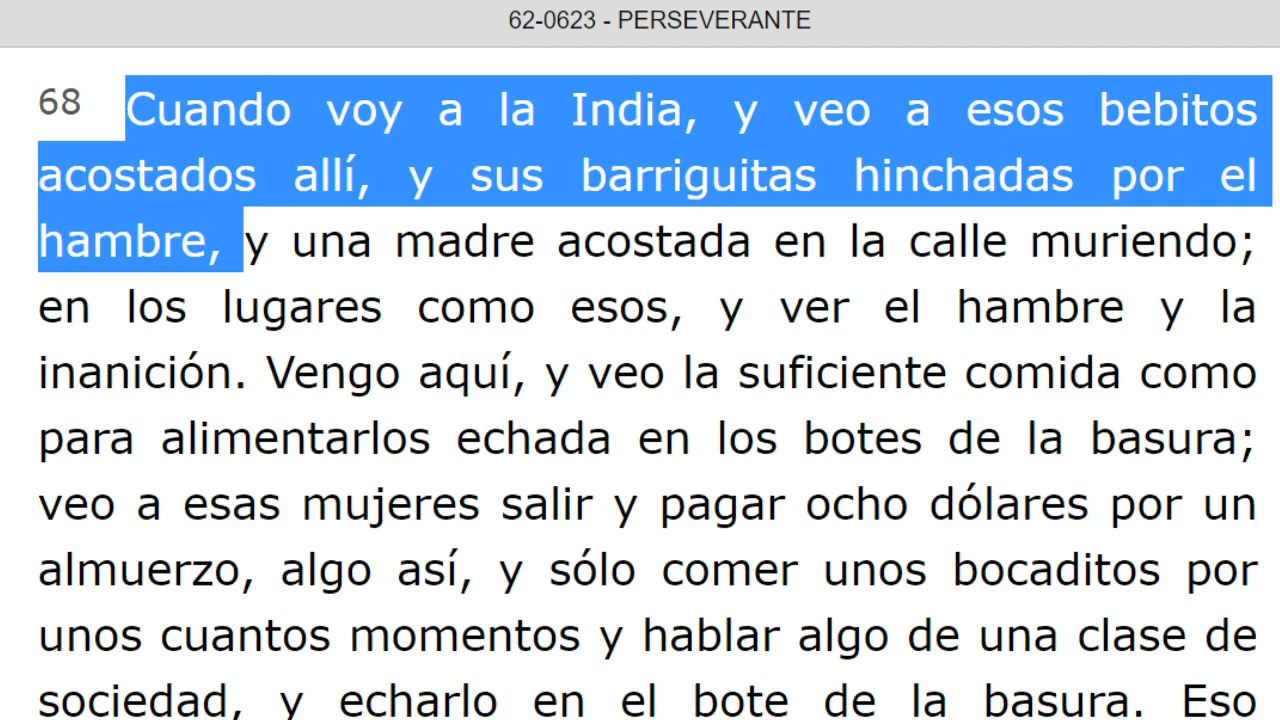 62-0623 - PERSEVERANTE
68 Cuando voy a la India, y veo a esos bebitos
acostados allí, y sus barriguitas hinchadas por el
hambre, y una madre acostada en la calle muriendo;
en los lugares como esos, y ver el hambre y la
inanición. Vengo aquí, y veo la suficiente comida como
para alimentarlos echada en los botes de la basura;
veo a esas mujeres salir y pagar ocho dólares por un
almuerzo, algo así, y sólo comer unos bocaditos por
unos cuantos momentos y hablar algo de una clase de
sociedad, y echarlo en el bote de la basura. Eso